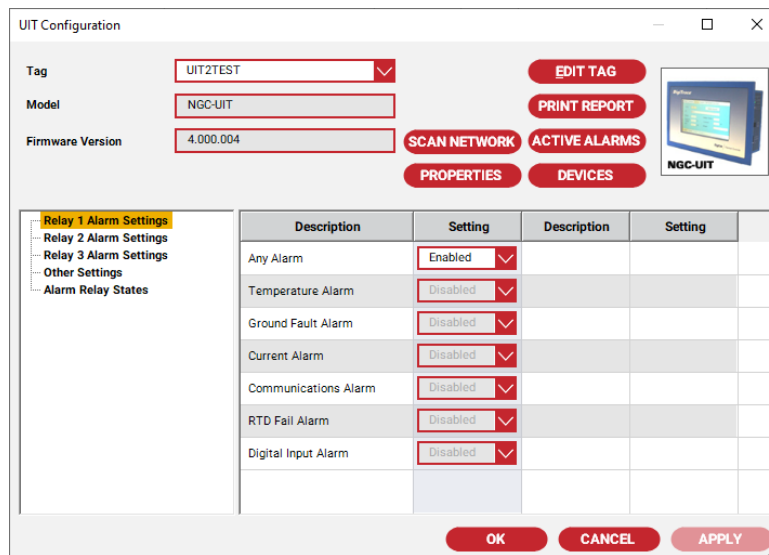 UIT Configuration
Tag
UIT2TEST
EDIT TAG
Model
NGC-UIT
PRINT REPORT
Firmware Version
4.000.004
SCAN NETWORK
ACTIVE ALARMS
PROPERTIES
DEVICES
NGC-UIT
Relay 1 Alarm Settings
Relay 2 Alarm Settings
Relay 3 Alarm Settings
Other Settings
Alarm Relay States
Description Setting Description Setting
Any Alarm Enabled
Temperature Alarm Disabled
Ground Fault Alarm Disabled
Current Alarm Disabled
Communications Alarm Disabled
RTD Fail Alarm Disabled
Digital Input Alarm Disabled
OK CANCEL APPLY